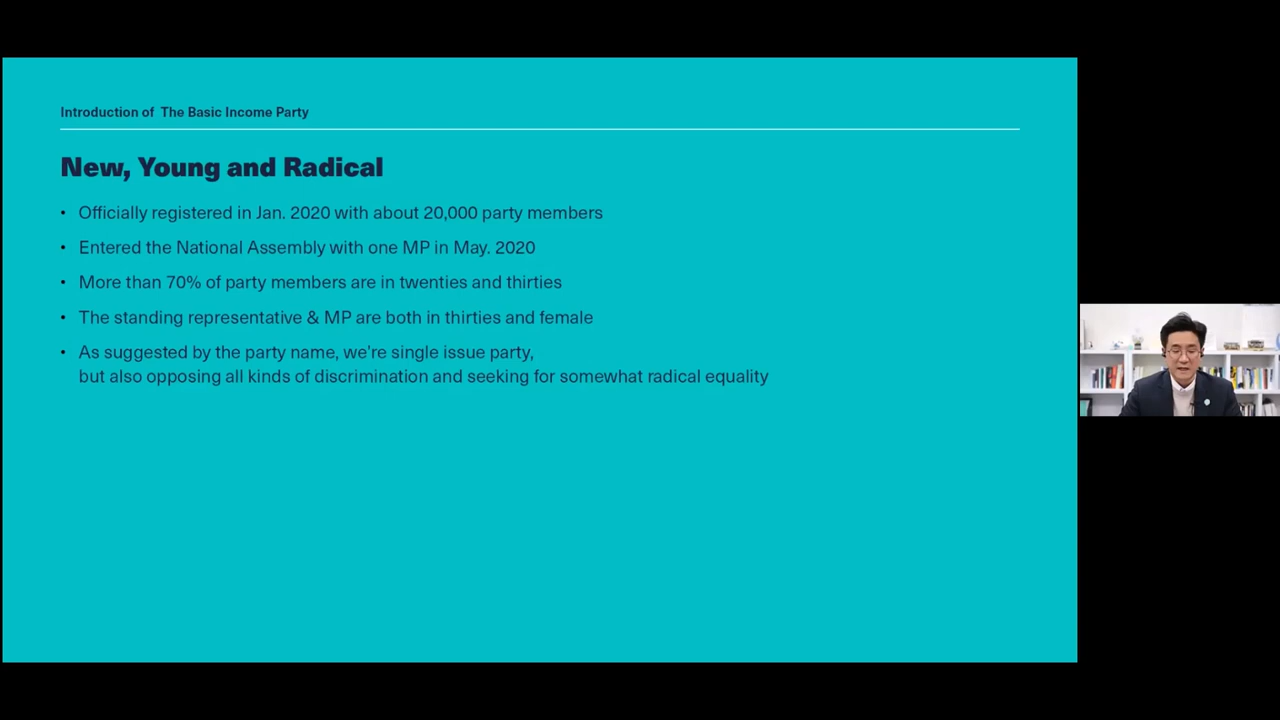 Introduction of The Basic Income Party
New, Young and Radical
• Officially registered in Jan. 2020 with about 20,000 party members
• Entered the National Assembly with one MP in May. 2020
• More than 70% of party members are in twenties and thirties
• The standing representative & MP are both in thirties and female
• As suggested by the party name, we're single issue party,
but also opposing all kinds of discrimination and seeking for somewhat radical equality